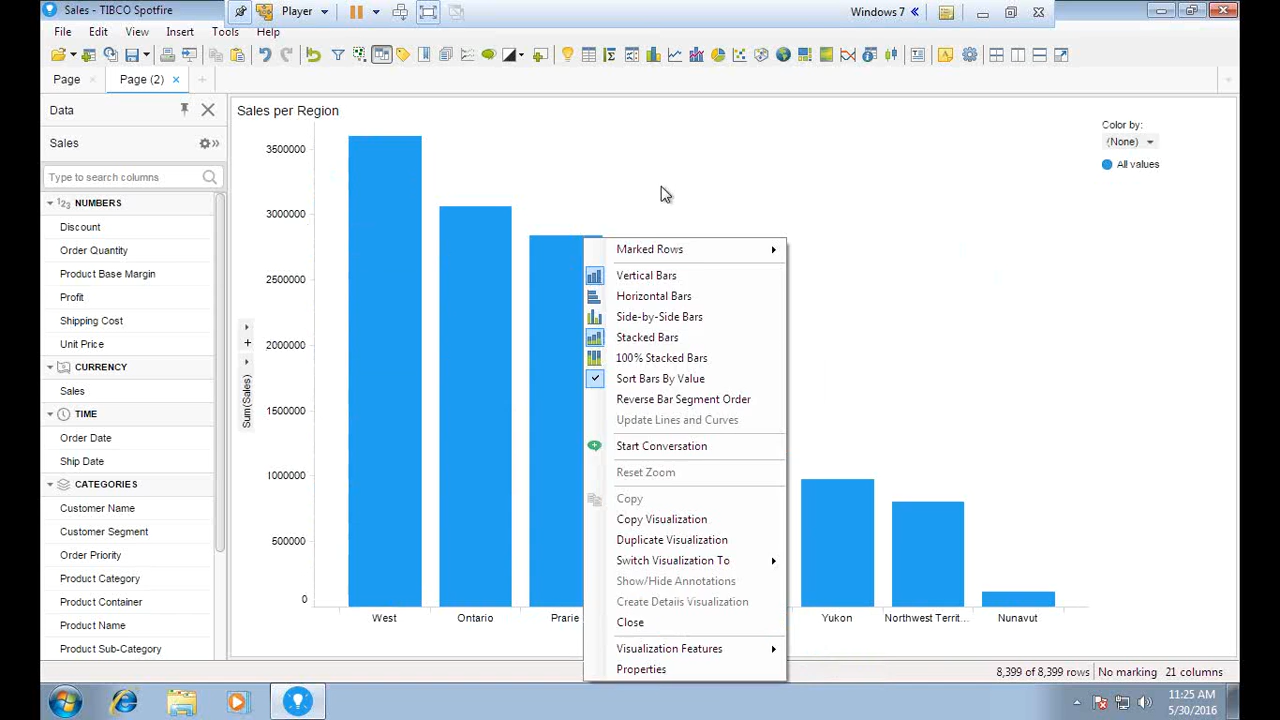 Sales - TIBCO Spotfire
Player
Windows 7
File Edit View Insert Tools Help
Page
Page (2)
Data
Sales
Type to search columns
NUMBERS
Discount
Order Quantity
Product Base Margin
Profit
Shipping Cost
Unit Price
CURRENCY
Sales
TIME
Order Date
Ship Date
CATEGORIES
Customer Name
Customer Segment
Order Priority
Product Category
Product Container
Product Name
Product Sub-Category
Sales per Region
3500000
3000000
2500000
2000000
1500000
1000000
500000
0
Sum(Sales)
West
Ontario
Prarie
Yukon
Northwest Territ...
Nunavut
Marked Rows
Vertical Bars
Horizontal Bars
Side-by-Side Bars
Stacked Bars
100% Stacked Bars
Sort Bars By Value
Reverse Bar Segment Order
Update Lines and Curves
Start Conversation
Reset Zoom
Copy
Copy Visualization
Duplicate Visualization
Switch Visualization To
Show/Hide Annotations
Create Details Visualization
Close
Visualization Features
Properties
Color by:
(None)
All values
8,399 of 8,399 rows
No marking
21 columns
11:25 AM
5/30/2016